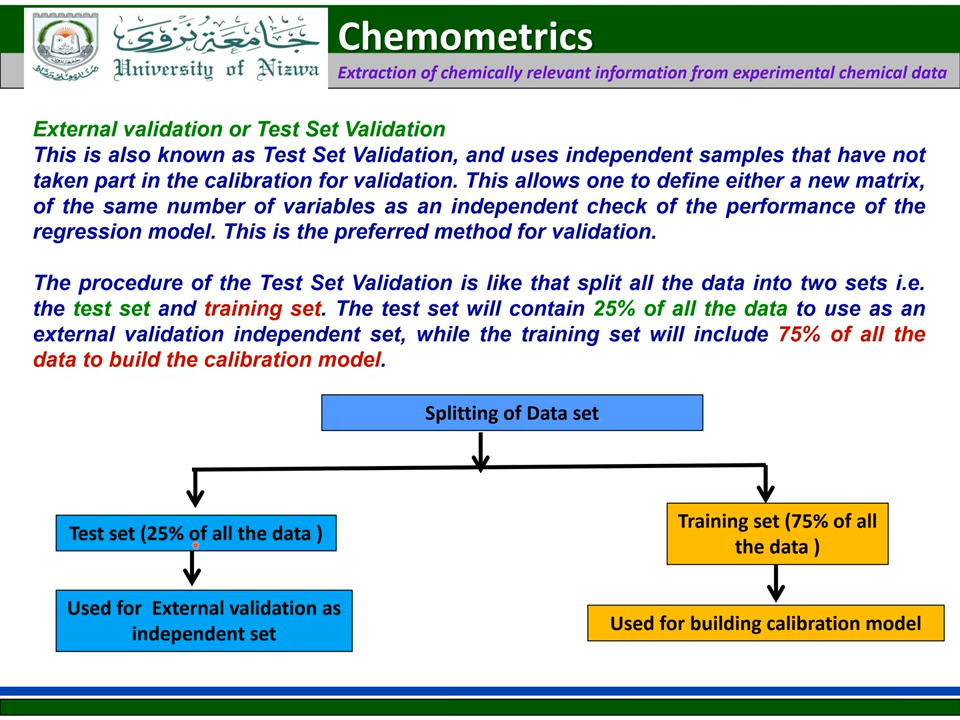 جامعة نزوى
University of Nizwa
Chemometrics
Extraction of chemically relevant information from experimental chemical data
External validation or Test Set Validation
This is also known as Test Set Validation, and uses independent samples that have not
taken part in the calibration for validation. This allows one to define either a new matrix,
of the same number of variables as an independent check of the performance of the
regression model. This is the preferred method for validation.
The procedure of the Test Set Validation is like that split all the data into two sets i.e.
the test set and training set. The test set will contain 25% of all the data to use as an
external validation independent set, while the training set will include 75% of all the
data to build the calibration model.
Splitting of Data set
Test set (25% of all the data )
Training set (75% of all
the data )
Used for External validation as
independent set
Used for building calibration model